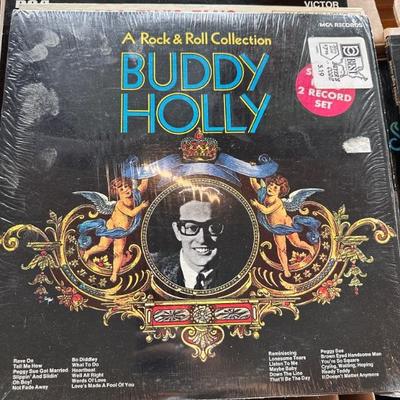 VICTOR
MCA RECORDS
A Rock & Roll Collection
BUDDY
HOLLY
2 RECORD
SET
Rave On
Tell Me How
Peggy Sue Got Married
Slippin' And Slidin'
Oh Boy!
Not Fade Away
Bo Diddley
What To Do
Heartbeat
Well All Right
Words Of Love
Love's Made A Fool Of You
Reminiscing
Lonesome Tears
Listen To Me
Maybe Baby
Down The Line
That'll Be The Day
Peggy Sue
Brown Eyed Handsome Man
You're So Square
Crying, Waiting, Hoping
Ready Teddy
It Doesn't Matter Anymore